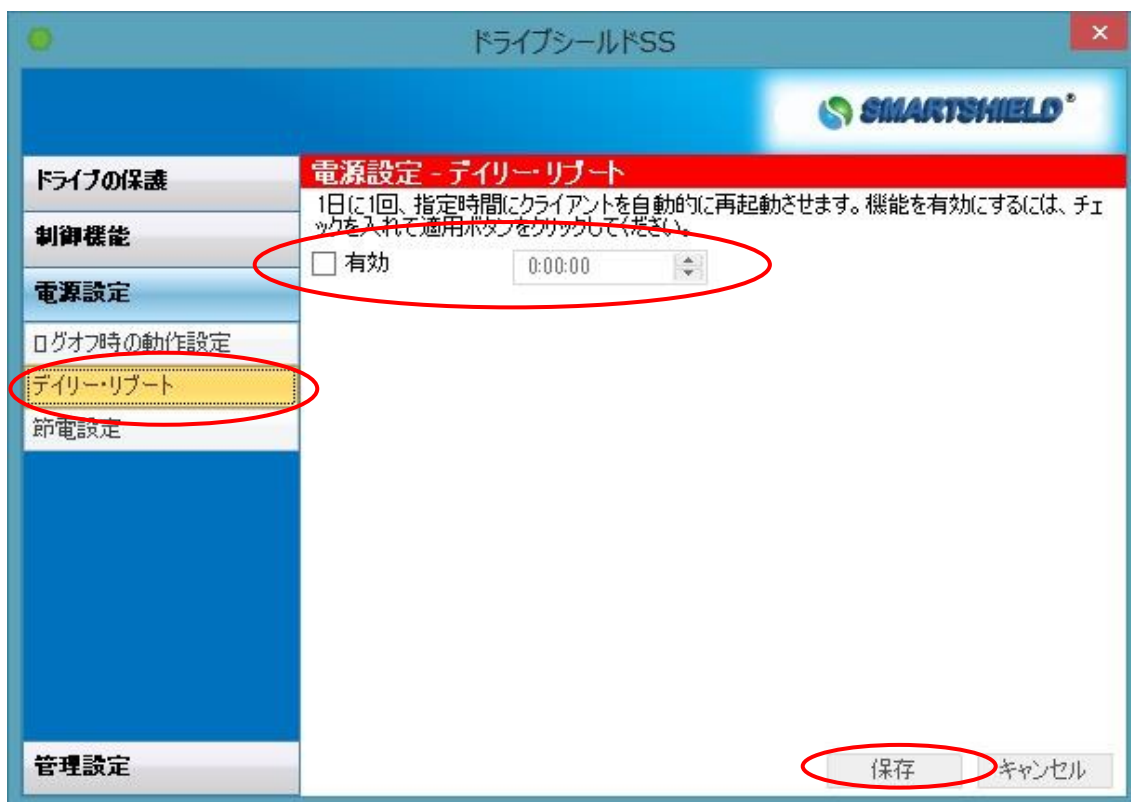 ドライブシールドSS
SMARTSHIELD®
ドライブの保護
制御機能
電源設定
ログオフ時の動作設定
デイリー・リブート
節電設定
管理設定
電源設定 - デイリー・リブート
1日に1回、指定時間にクライアントを自動的に再起動させます。機能を有効にするには、チェ
ックを入れて適用ボタンをクリックしてください。
有効
0:00:00
保存
キャンセル